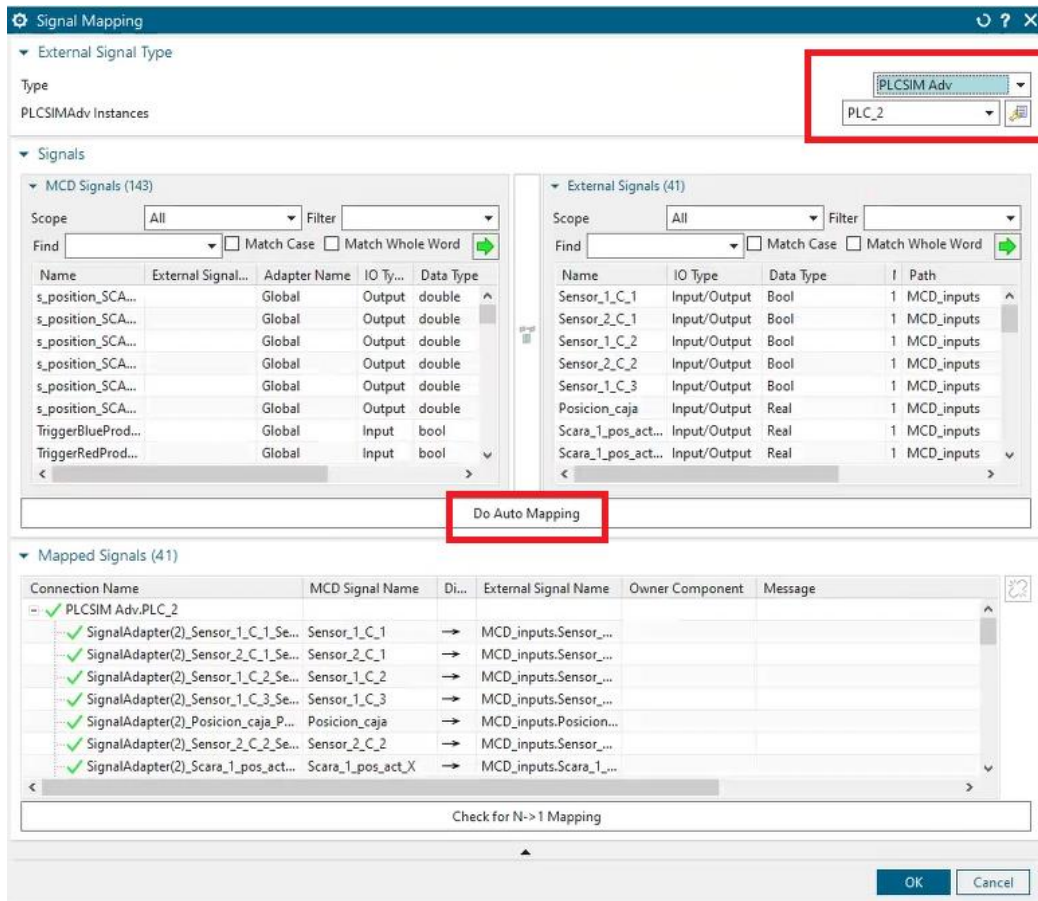 Signal Mapping
External Signal Type
Type PLCSIM Adv
PLCSIMAdv Instances PLC_2
Signals
MCD Signals (143)
Scope All Filter
Find Match Case Match Whole Word
Name External Signal... Adapter Name IO Ty... Data Type
s_position_SCA... Global Output double
s_position_SCA... Global Output double
s_position_SCA... Global Output double
s_position_SCA... Global Output double
s_position_SCA... Global Output double
s_position_SCA... Global Output double
TriggerBlueProd... Global Input bool
TriggerRedProd... Global Input bool
External Signals (41)
Scope All Filter
Find Match Case Match Whole Word
Name IO Type Data Type Path
Sensor_1_C_1 Input/Output Bool 1 MCD_inputs
Sensor_2_C_1 Input/Output Bool 1 MCD_inputs
Sensor_1_C_2 Input/Output Bool 1 MCD_inputs
Sensor_2_C_2 Input/Output Bool 1 MCD_inputs
Sensor_1_C_3 Input/Output Bool 1 MCD_inputs
Posicion_caja Input/Output Real 1 MCD_inputs
Scara_1_pos_act... Input/Output Real 1 MCD_inputs
Scara_1_pos_act... Input/Output Real 1 MCD_inputs
Do Auto Mapping
Mapped Signals (41)
Connection Name MCD Signal Name Di... External Signal Name Owner Component Message
PLCSIM Adv.PLC_2
SignalAdapter(2)_Sensor_1_C_1_Se... Sensor_1_C_1 → MCD_inputs.Sensor_...
SignalAdapter(2)_Sensor_2_C_1_Se... Sensor_2_C_1 → MCD_inputs.Sensor_...
SignalAdapter(2)_Sensor_1_C_2_Se... Sensor_1_C_2 → MCD_inputs.Sensor_...
SignalAdapter(2)_Sensor_1_C_3_Se... Sensor_1_C_3 → MCD_inputs.Sensor_...
SignalAdapter(2)_Posicion_caja_P... Posicion_caja → MCD_inputs.Posicion...
SignalAdapter(2)_Sensor_2_C_2_Se... Sensor_2_C_2 → MCD_inputs.Sensor_...
SignalAdapter(2)_Scara_1_pos_act... Scara_1_pos_act_X → MCD_inputs.Scara_1_...
Check for N->1 Mapping
OK Cancel